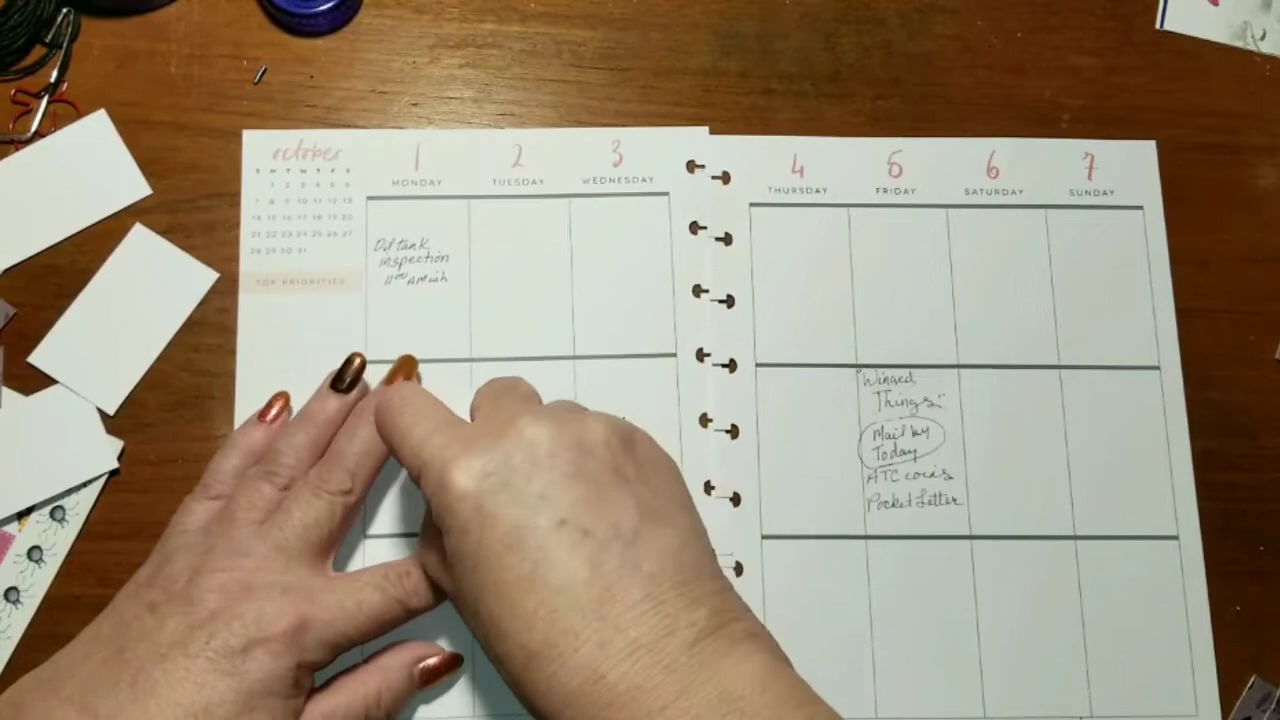 october
S M T W T F S
1 2 3 4 5 6
7 8 9 10 11 12 13
14 15 16 17 18 19 20
21 22 23 24 25 26 27
28 29 30 31
TOP PRIORITIES
1
MONDAY
2
TUESDAY
3
WEDNESDAY
4
THURSDAY
5
FRIDAY
6
SATURDAY
7
SUNDAY
Oil tank
inspection
11:00 AM ish
"Winged
Things"
Mail by
Today
ATC coins
Pocket Letter